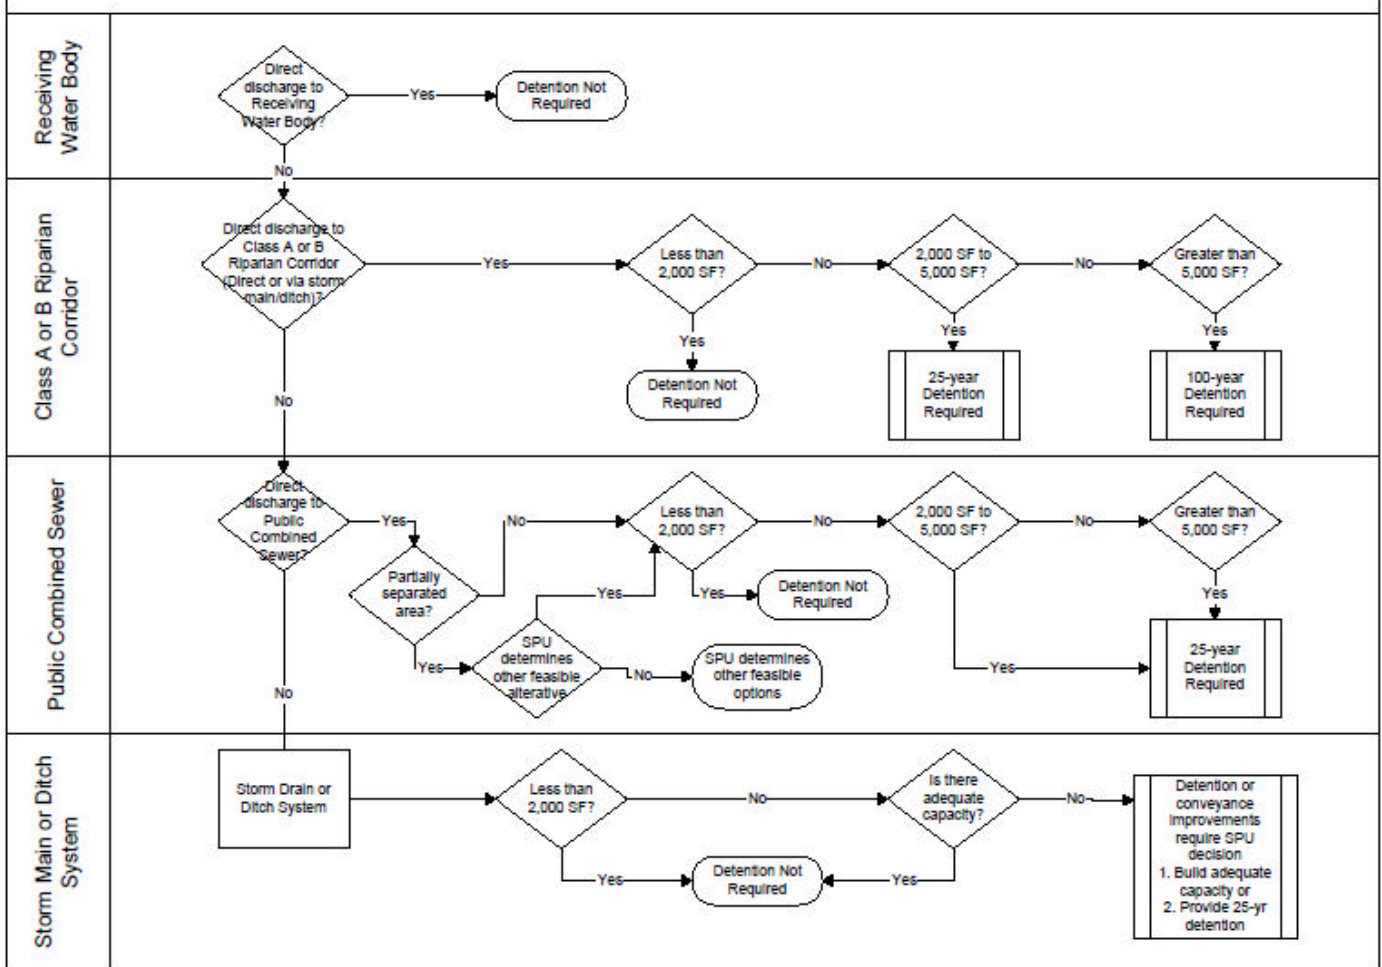 Receiving
Water Body
Direct
discharge to
Receiving
Water Body?
Yes
Detention Not
Required
No
Class A or B Riparian
Corridor
Direct discharge to
Class A or B
Riparian Corridor
(Direct or via storm
main/ditch)?
Yes
Less than
2,000 SF?
No
2,000 SF to
5,000 SF?
No
Greater than
5,000 SF?
Yes
Detention Not
Required
Yes
25-year
Detention
Required
Yes
100-year
Detention
Required
No
Public Combined Sewer
Direct
discharge to
Public
Combined
Sewer?
Yes
Partially
separated
area?
No
Less than
2,000 SF?
No
2,000 SF to
5,000 SF?
No
Greater than
5,000 SF?
Yes
Detention Not
Required
Yes
SPU
determines
other feasible
alterative
Yes
No
SPU determines
other feasible
options
Yes
Yes
25-year
Detention
Required
No
Storm Main or Ditch
System
Storm Drain or
Ditch System
Less than
2,000 SF?
No
Is there
adequate
capacity?
No
Detention or
conveyance
improvements
require SPU
decision
1. Build adequate
capacity or
2. Provide 25-yr
detention
Yes
Detention Not
Required
Yes